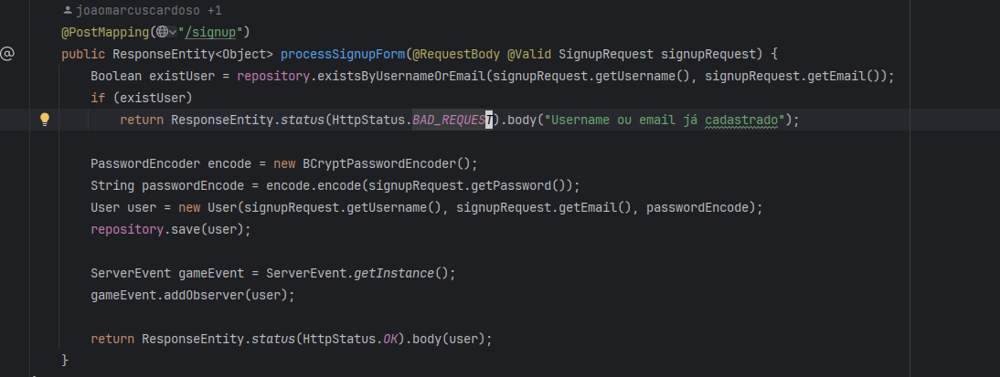 joaomarcuscardoso +1
@PostMapping("/signup")
public ResponseEntity<Object> processSignupForm(@RequestBody @Valid SignupRequest signupRequest) {
Boolean existUser = repository.existsByUsernameOrEmail(signupRequest.getUsername(), signupRequest.getEmail());
if (existUser)
return ResponseEntity.status(HttpStatus.BAD_REQUEST).body("Username ou email já cadastrado");
PasswordEncoder encode = new BCryptPasswordEncoder();
String passwordEncode = encode.encode(signupRequest.getPassword());
User user = new User(signupRequest.getUsername(), signupRequest.getEmail(), passwordEncode);
repository.save(user);
ServerEvent gameEvent = ServerEvent.getInstance();
gameEvent.addObserver(user);
return ResponseEntity.status(HttpStatus.OK).body(user);
}